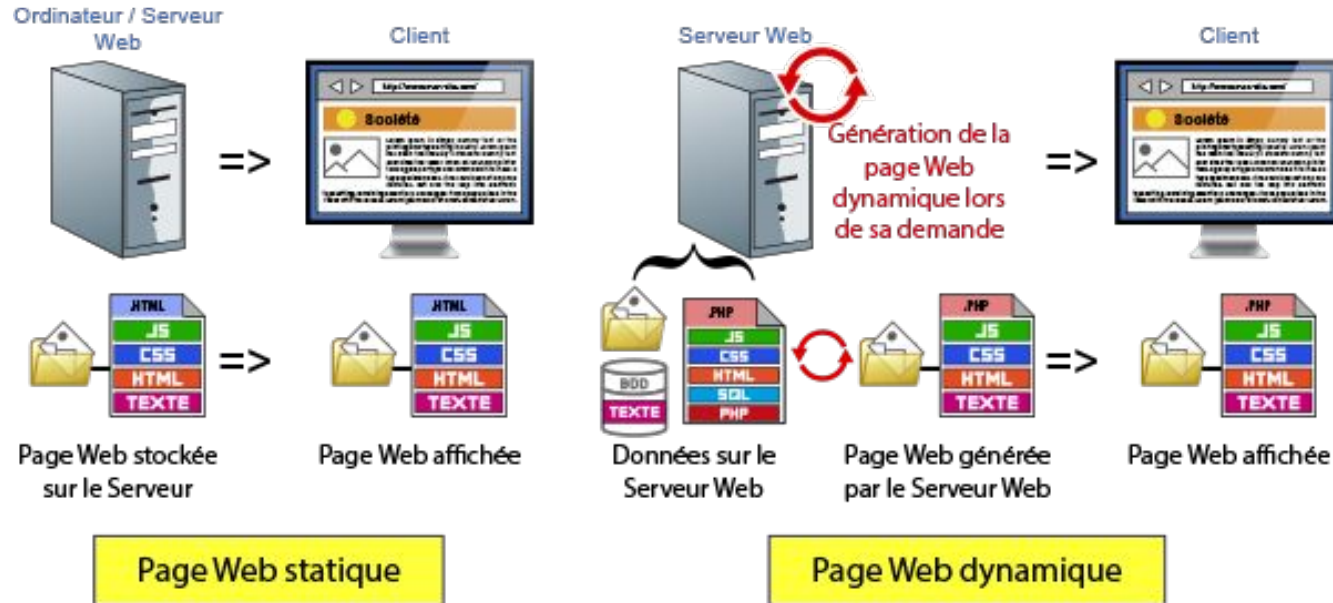 Ordinateur / Serveur
Web
Client
Société
=>
.HTML
JS
CSS
HTML
TEXTE
=>
.HTML
JS
CSS
HTML
TEXTE
Page Web stockée
sur le Serveur
Page Web affichée
Page Web statique
Serveur Web
Client
Génération de la
page Web
dynamique lors
de sa demande
=>
Société
BDD
TEXTE
.PHP
JS
CSS
HTML
SQL
PHP
.PHP
JS
CSS
HTML
TEXTE
=>
.PHP
JS
CSS
HTML
TEXTE
Données sur le
Serveur Web
Page Web générée
par le Serveur Web
Page Web affichée
Page Web dynamique